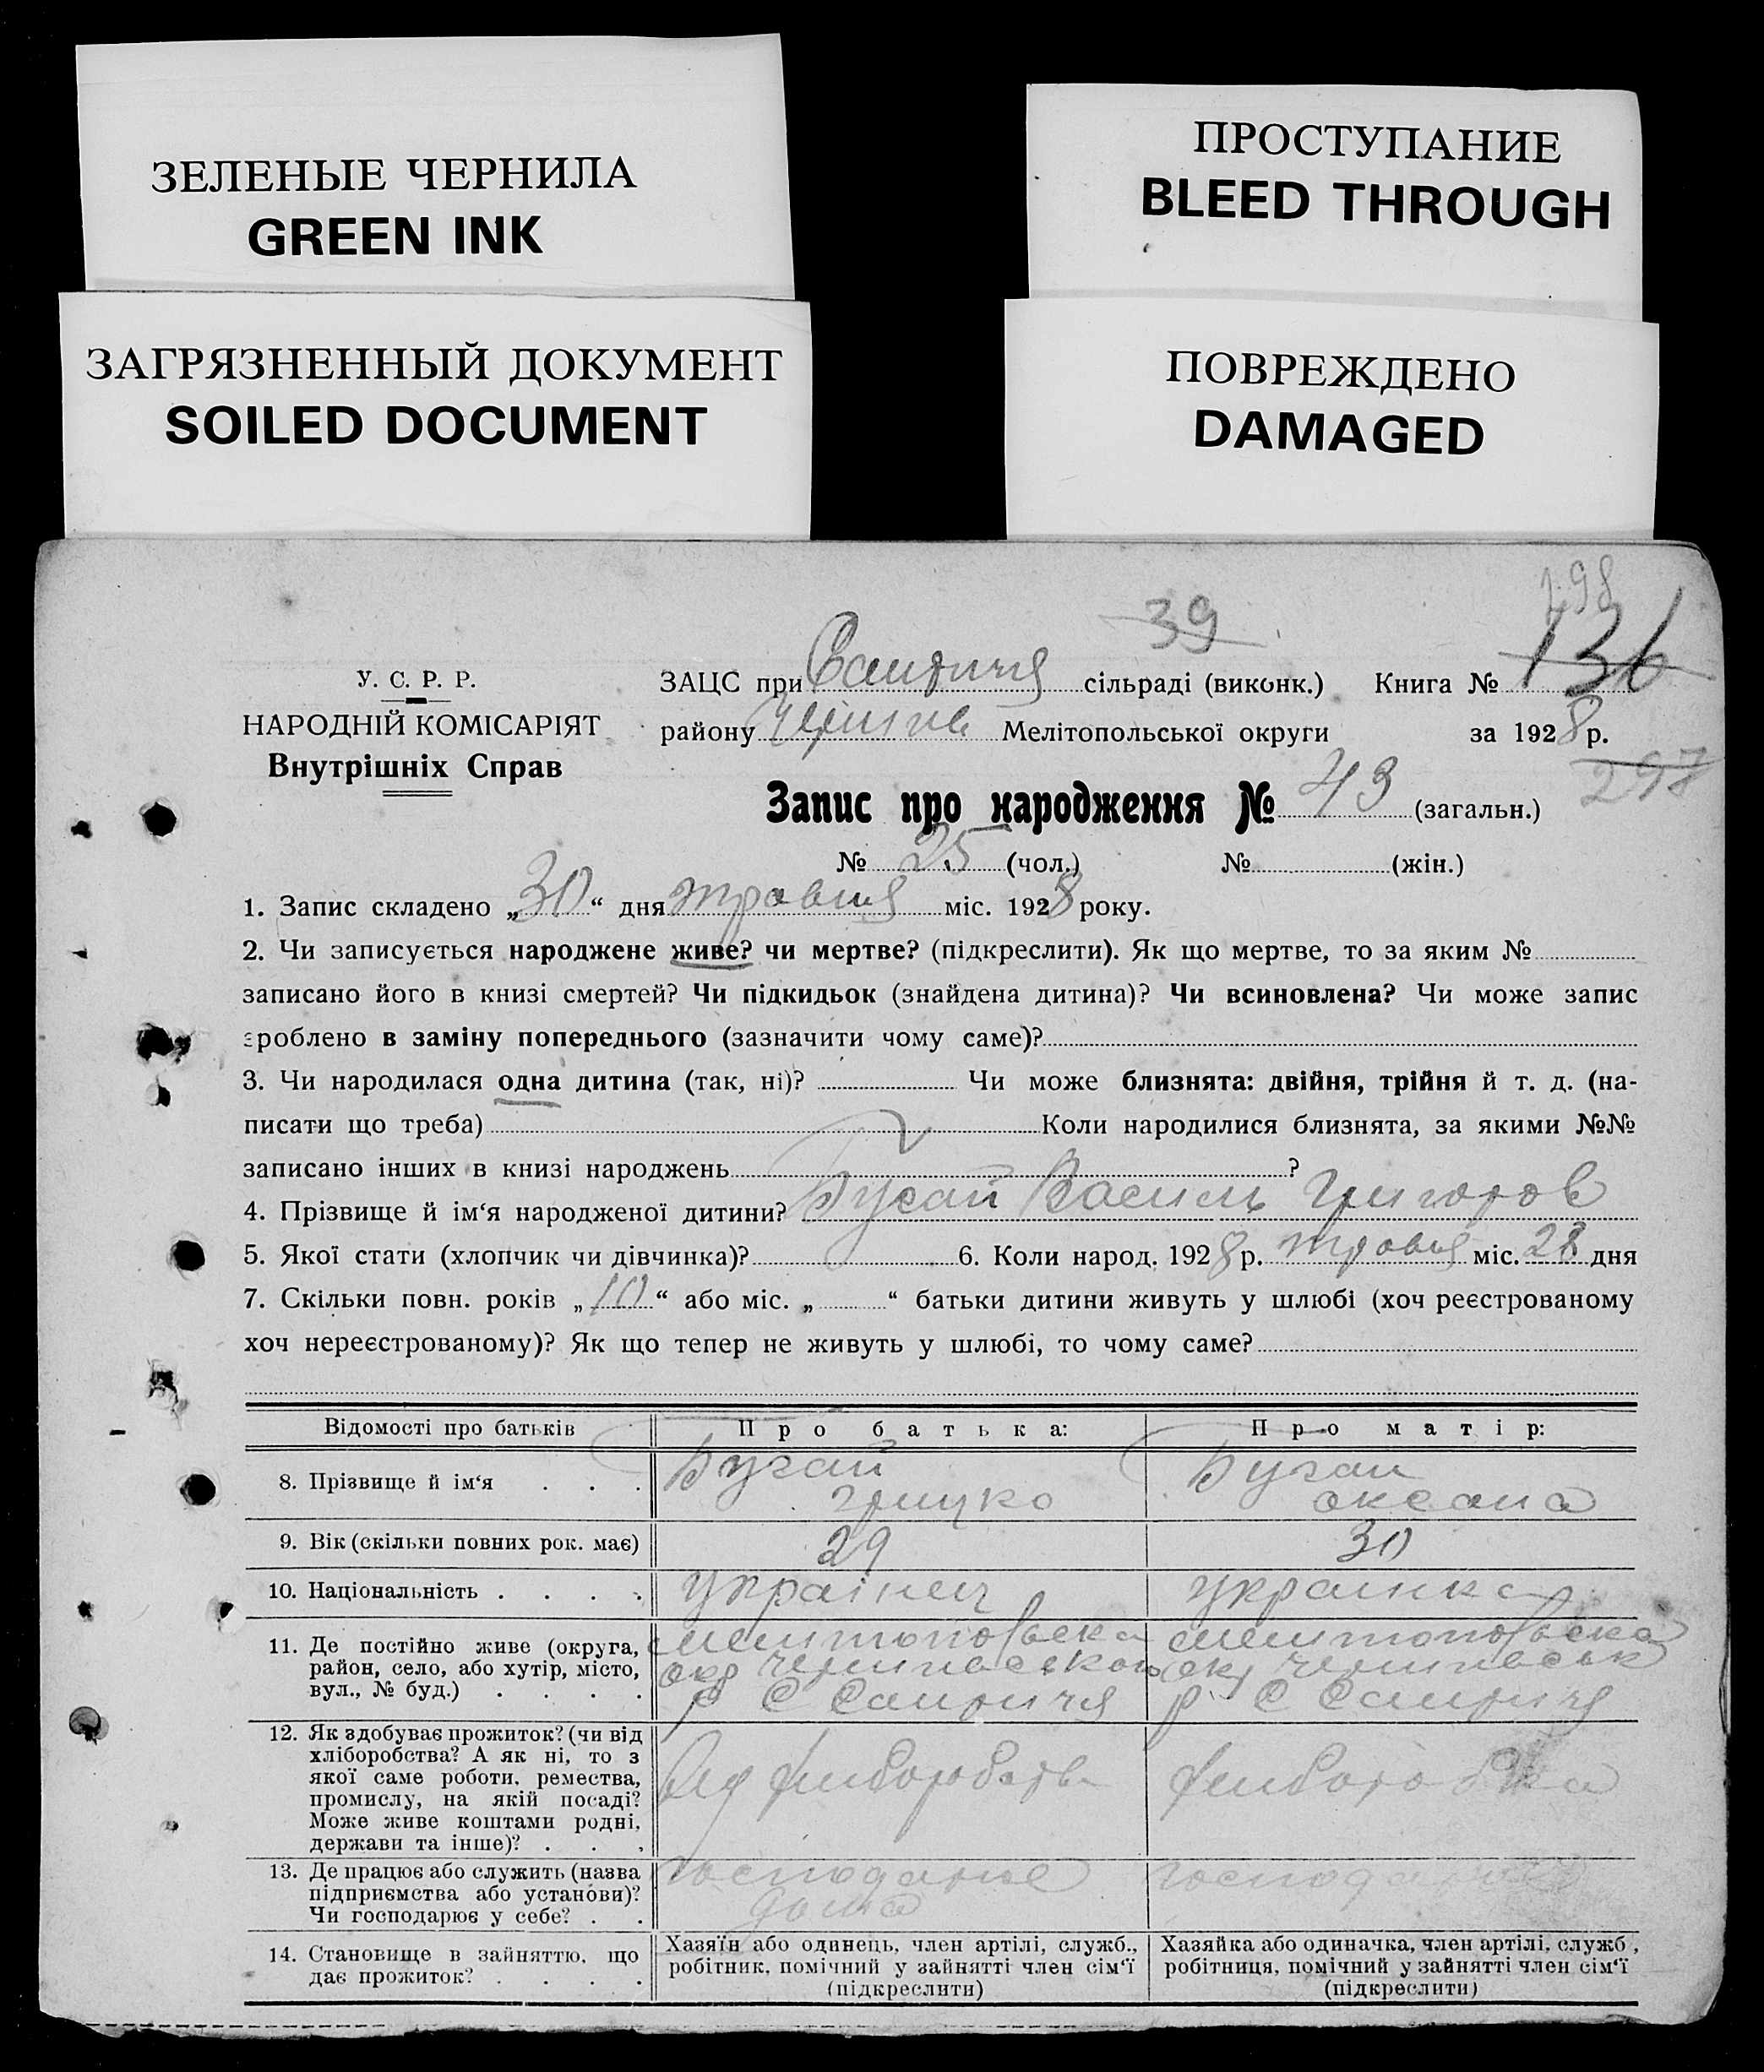 ЗЕЛЕНЫЕ ЧЕРНИЛА
GREEN INK
ПРОСТУПАНИЕ
BLEED THROUGH
ЗАГРЯЗНЕННЫЙ ДОКУМЕНТ
SOILED DOCUMENT
ПОВРЕЖДЕНО
DAMAGED
39
198
У. С. Р. Р.
НАРОДНІЙ КОМІСАРІЯТ
Внутрішніх Справ
ЗАЦС при сільраді (виконк.) Книга № 136
району Мелітопольської округи за 1928 р.
297
Запис про народження № 43 (загальн.)
№ 25 (чол.) № (жін.)
1. Запис складено „30“ дня травня міс. 1928 року.
2. Чи записується народжене живе? чи мертве? (підкреслити). Як що мертве, то за яким №
записано його в книзі смертей? Чи підкидьок (знайдена дитина)? Чи всиновлена? Чи може запис
зроблено в заміну попереднього (зазначити чому саме)?
3. Чи народилася одна дитина (так, ні)? Чи може близнята: двійня, трійня й т. д. (на-
писати що треба) Коли народилися близнята, за якими №№
записано інших в книзі народжень ?
4. Прізвище й ім‘я народженої дитини? Бугай Василь Григоров
5. Якої стати (хлопчик чи дівчинка)? 6. Коли народ. 1928 р. травня міс. 28 дня
7. Скільки повн. років „10“ або міс. „ “ батьки дитини живуть у шлюбі (хоч реєстрованому
хоч нереєстрованому)? Як що тепер не живуть у шлюбі, то чому саме?
Відомості про батьків Про батька: Про матір:
8. Прізвище й ім‘я . . . Бугай Грицко Бугай оксана
9. Вік (скільки повних рок. має) 29 30
10. Національність . . . . українец украинка
11. Де постійно живе (округа,
район, село, або хутір, місто,
вул., № буд.) . . . .
12. Як здобуває прожиток? (чи від
хліборобства? А як ні, то з
якої саме роботи, ремества,
промислу, на якій посаді?
Може живе коштами родні,
держави та інше)? . . .
13. Де працює або служить (назва
підприємства або установи)?
Чи господарює у себе? . .
14. Становище в зайняттю, що
дає прожиток? . . . .
Хазяїн або одинець, член артілі, служб.,
робітник, помічний у зайнятті член сім‘ї
(підкреслити)
Хазяйка або одиначка, член артілі, служб,
робітниця, помічний у зайнятті член сім‘ї
(підкреслити)